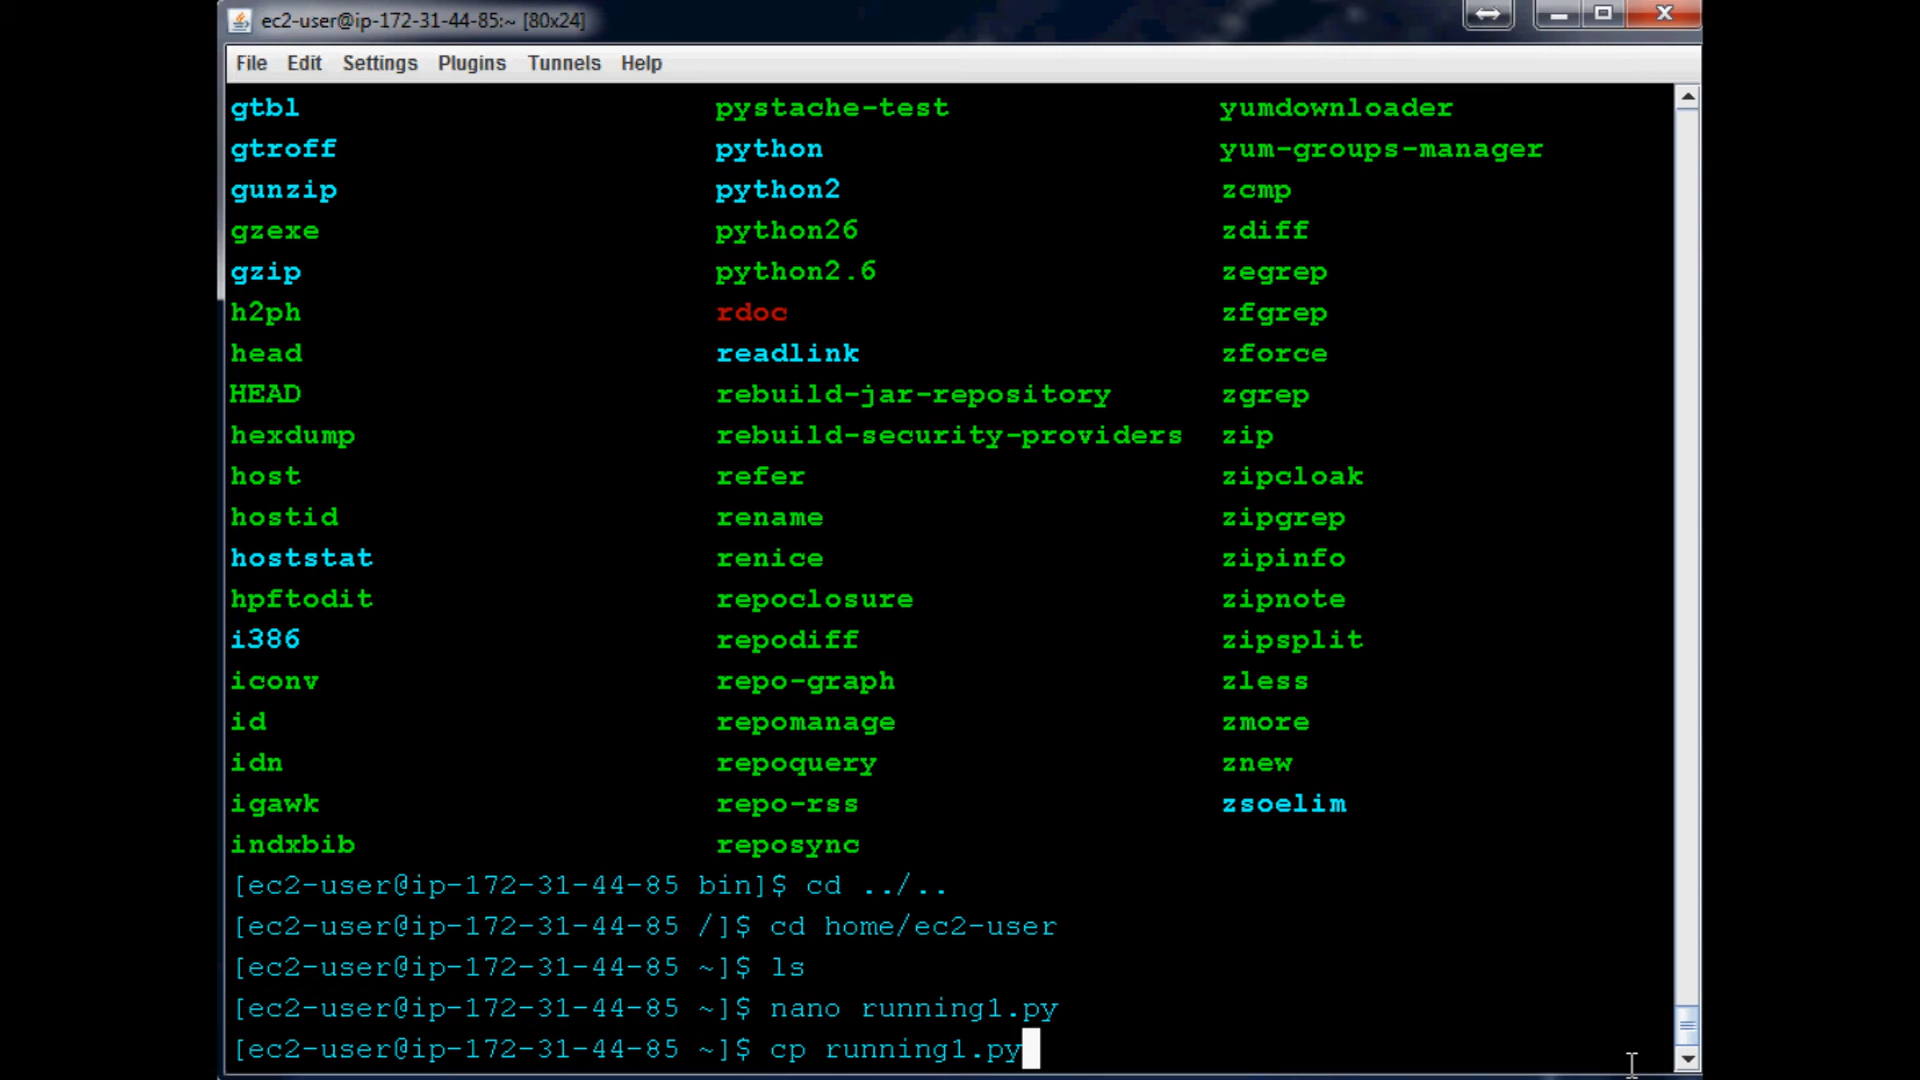 ec2-user@ip-172-31-44-85:~ [80x24]
File Edit Settings Plugins Tunnels Help
gtbl pystache-test yumdownloader
gtroff python yum-groups-manager
gunzip python2 zcmp
gzexe python26 zdiff
gzip python2.6 zegrep
h2ph rdoc zfgrep
head readlink zforce
HEAD rebuild-jar-repository zgrep
hexdump rebuild-security-providers zip
host refer zipcloak
hostid rename zipgrep
hoststat renice zipinfo
hpftodit repoclosure zipnote
i386 repodiff zipsplit
iconv repo-graph zless
id repomanage zmore
idn repoquery znew
igawk repo-rss zsoelim
indxbib reposync
[ec2-user@ip-172-31-44-85 bin]$ cd ../..
[ec2-user@ip-172-31-44-85 /]$ cd home/ec2-user
[ec2-user@ip-172-31-44-85 ~]$ ls
[ec2-user@ip-172-31-44-85 ~]$ nano running1.py
[ec2-user@ip-172-31-44-85 ~]$ cp running1.py